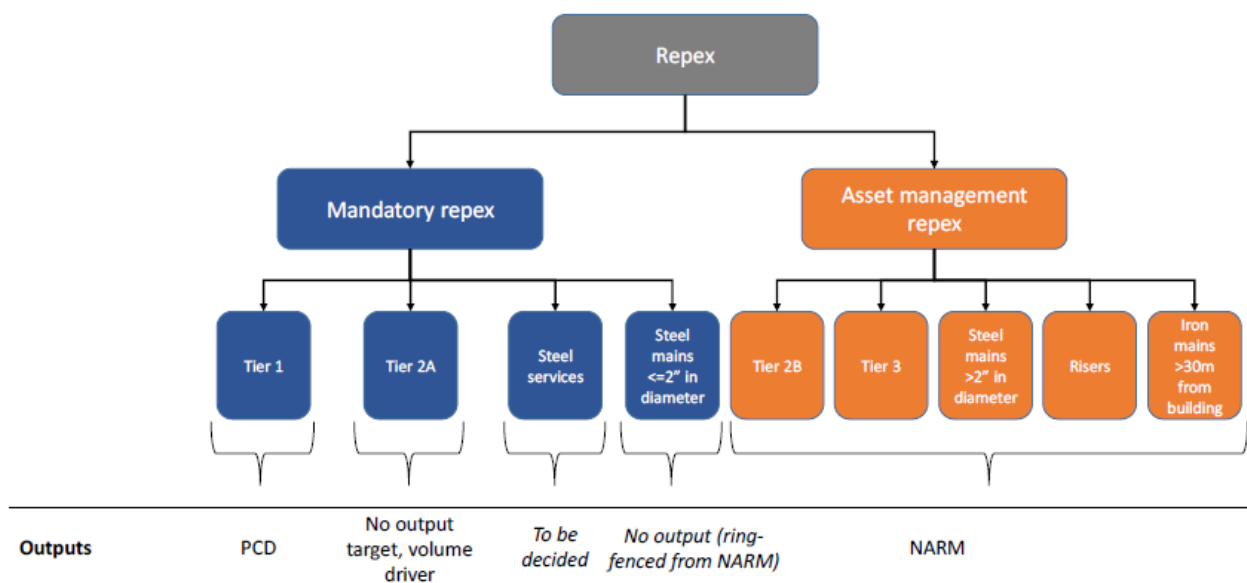 Repex
Mandatory repex
Asset management
repex
Tier 1
Tier 2A
Steel
services
Steel
mains
<=2” in
diameter
Tier 2B
Tier 3
Steel
mains
>2” in
diameter
Risers
Iron
mains
>30m
from
building
Outputs
PCD
No output
target, volume
driver
To be
decided
No output (ring-
fenced from NARM)
NARM